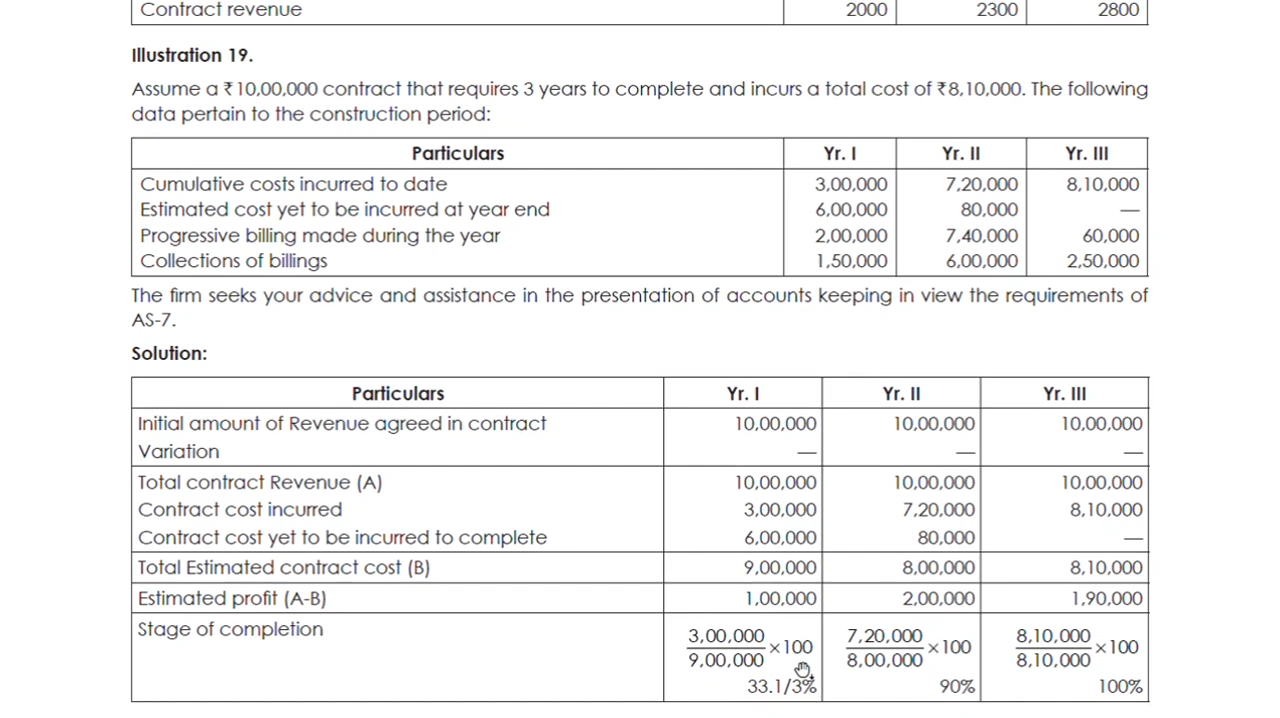 Contract revenue 2000 2300 2800
Illustration 19.
Assume a ₹10,00,000 contract that requires 3 years to complete and incurs a total cost of ₹8,10,000. The following
data pertain to the construction period:
Particulars Yr. I Yr. II Yr. III
Cumulative costs incurred to date 3,00,000 7,20,000 8,10,000
Estimated cost yet to be incurred at year end 6,00,000 80,000 —
Progressive billing made during the year 2,00,000 7,40,000 60,000
Collections of billings 1,50,000 6,00,000 2,50,000
The firm seeks your advice and assistance in the presentation of accounts keeping in view the requirements of
AS-7.
Solution:
Particulars Yr. I Yr. II Yr. III
Initial amount of Revenue agreed in contract 10,00,000 10,00,000 10,00,000
Variation — — —
Total contract Revenue (A) 10,00,000 10,00,000 10,00,000
Contract cost incurred 3,00,000 7,20,000 8,10,000
Contract cost yet to be incurred to complete 6,00,000 80,000 —
Total Estimated contract cost (B) 9,00,000 8,00,000 8,10,000
Estimated profit (A-B) 1,00,000 2,00,000 1,90,000
Stage of completion 3,00,000/9,00,000 ×100 7,20,000/8,00,000 ×100 8,10,000/8,10,000 ×100
33.1/3% 90% 100%